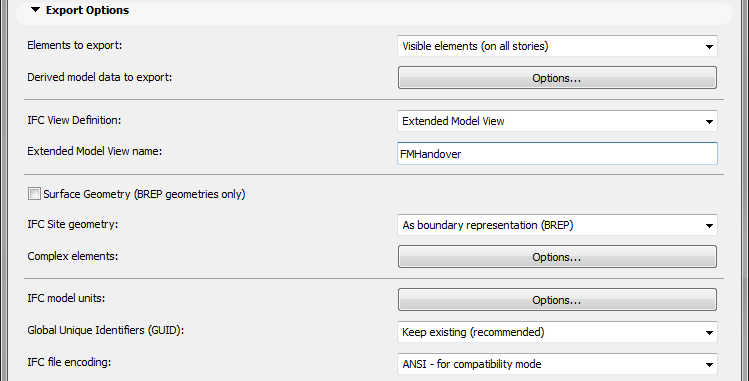 Export Options
Elements to export: Visible elements (on all stories)
Derived model data to export: Options...
IFC View Definition: Extended Model View
Extended Model View name: FMHandover
Surface Geometry (BREP geometries only)
IFC Site geometry: As boundary representation (BREP)
Complex elements: Options...
IFC model units: Options...
Global Unique Identifiers (GUID): Keep existing (recommended)
IFC file encoding: ANSI - for compatibility mode